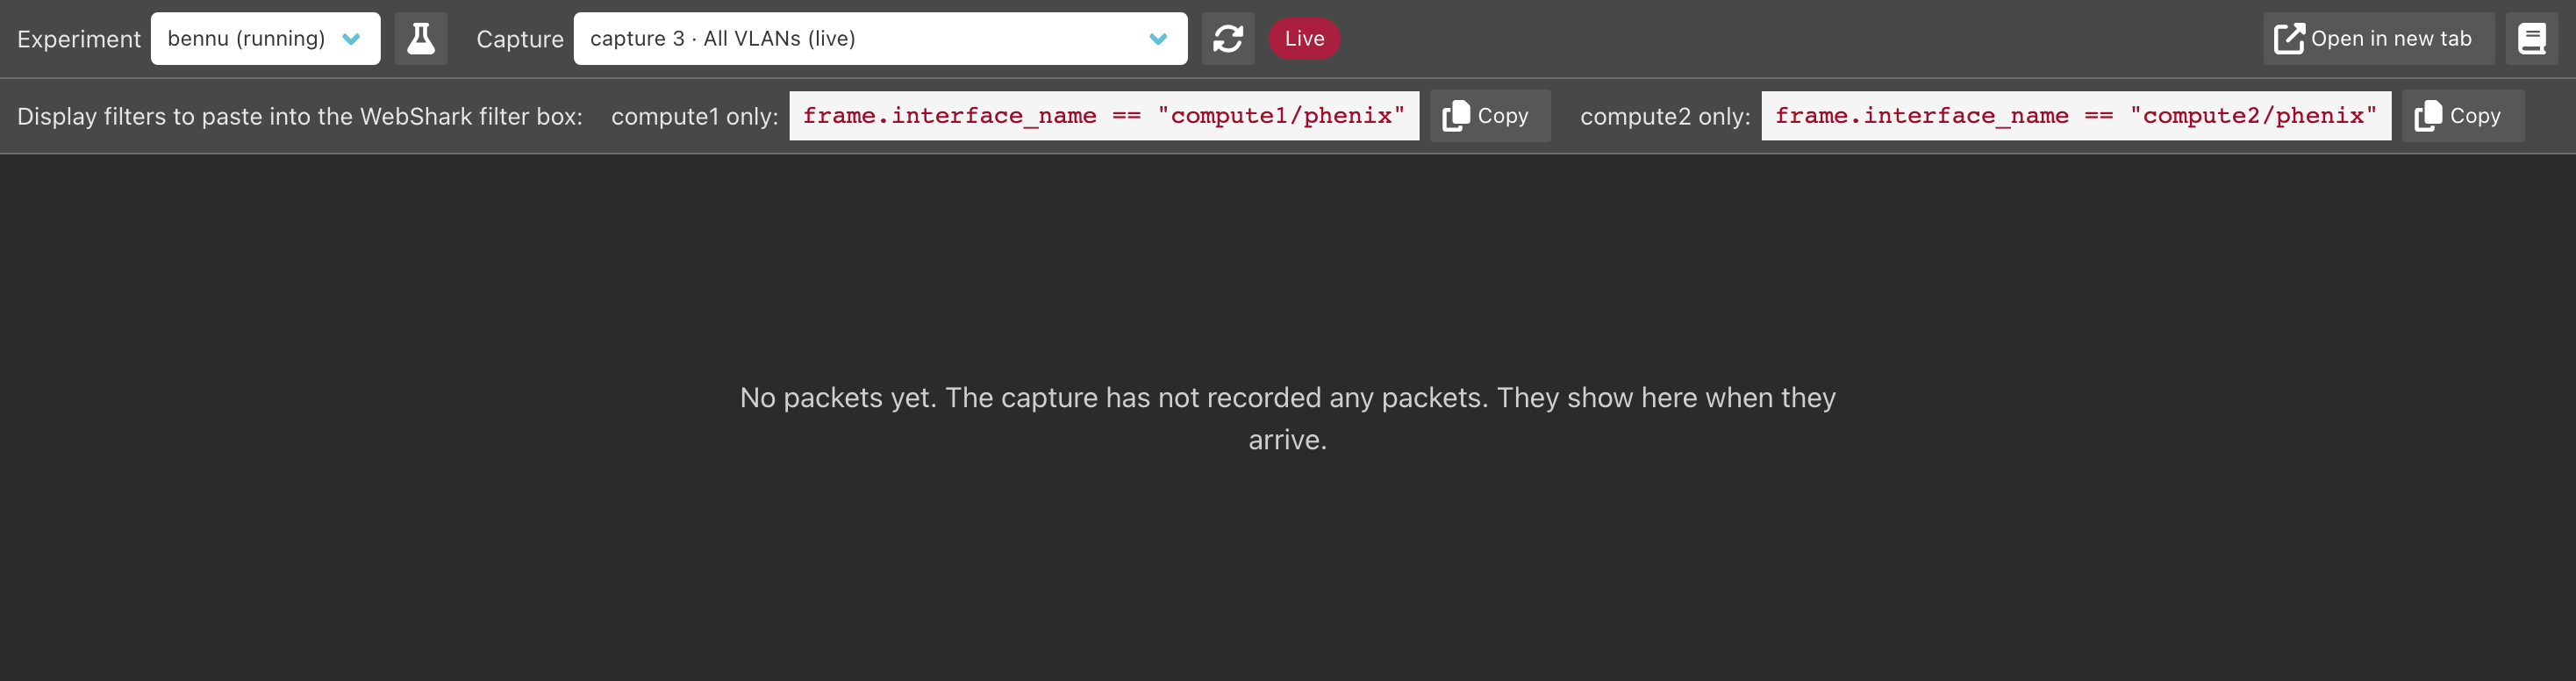 Experiment bennu (running) Capture capture 3 · All VLANs (live) Live Open in new tab
Display filters to paste into the WebShark filter box: compute1 only: frame.interface_name == "compute1/phenix" Copy compute2 only: frame.interface_name == "compute2/phenix" Copy
No packets yet. The capture has not recorded any packets. They show here when they
arrive.